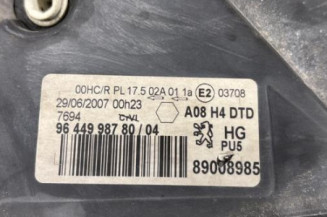 00HC/R PL 17.5 02A 01 1a E2 03708
29/06/2007 00h23 A08 H4 DTD
7694 CIVL HG
96 449 987 80/04 PU5
89008985